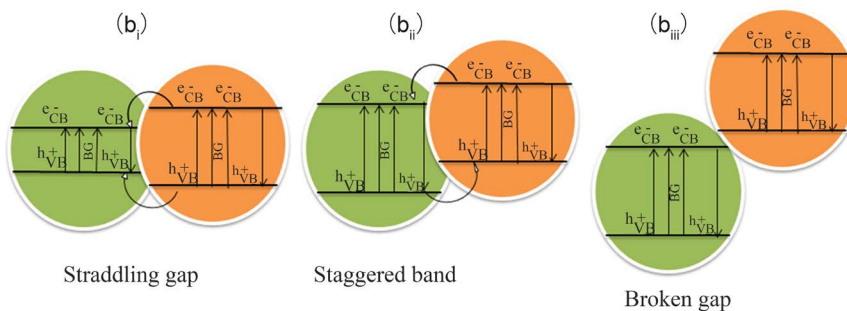 (bi) (bii) (biii)
e-CB e-CB
h+VB BG h+VB
e-CB e-CB
h+VB BG h+VB
Straddling gap
e-CB e-CB
h+VB BG h+VB
e-CB e-CB
h+VB BG h+VB
Staggered band
e-CB e-CB
h+VB BG h+VB
e-CB e-CB
h+VB BG h+VB
Broken gap